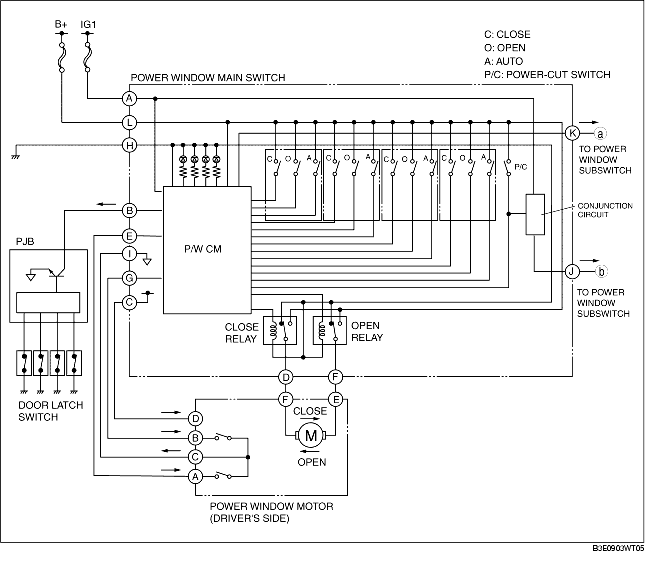 B+ IG1
C: CLOSE
O: OPEN
A: AUTO
P/C: POWER-CUT SWITCH
POWER WINDOW MAIN SWITCH
A
L
K a
H
TO POWER
WINDOW
SUBSWITCH
C O A C O A C O A C O A
P/C
B
E
I
G
C
P/W CM
CONJUNCTION
CIRCUIT
PJB
J b
TO POWER
WINDOW
SUBSWITCH
CLOSE
RELAY
OPEN
RELAY
D F
F E
DOOR LATCH
SWITCH
CLOSE
M
OPEN
D
B
C
A
POWER WINDOW MOTOR
(DRIVER'S SIDE)
B3E0903WT05